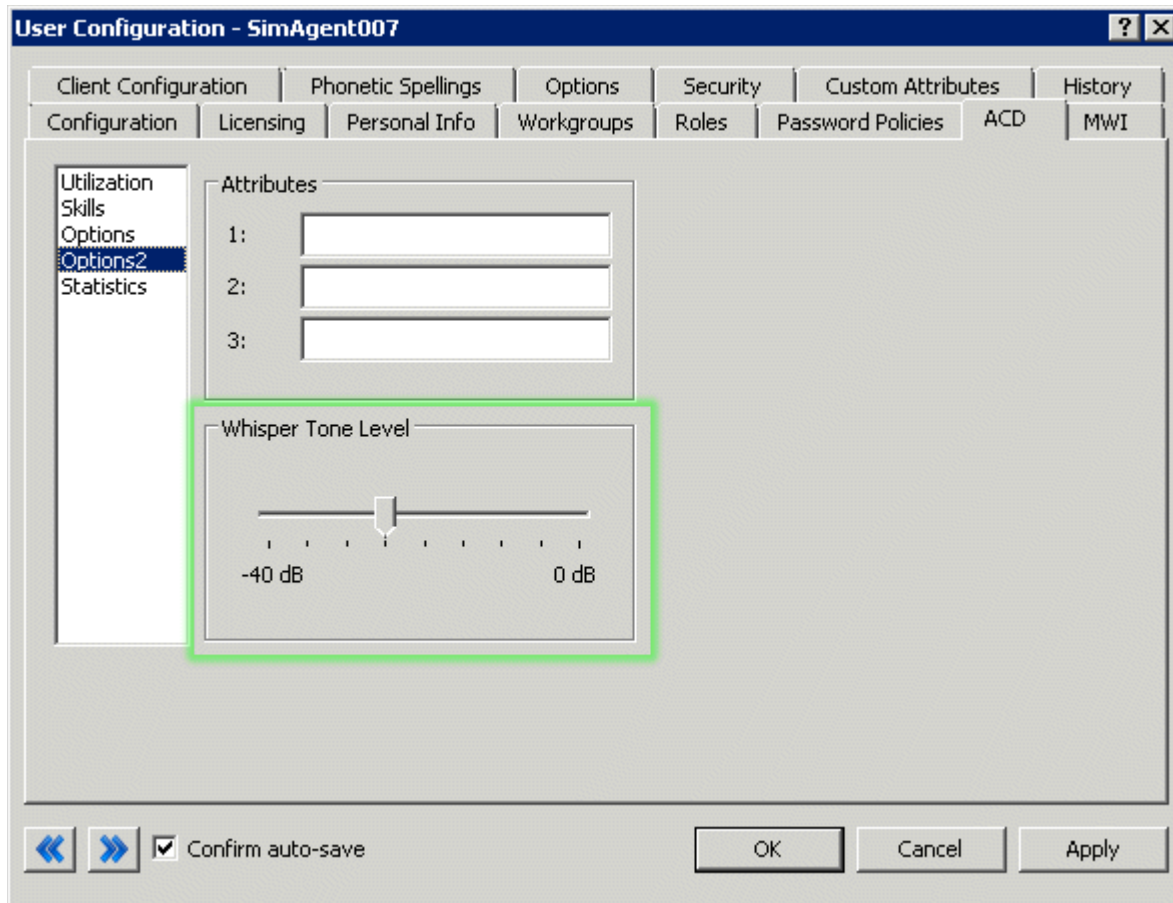 User Configuration - SimAgent007
Client Configuration Phonetic Spellings Options Security Custom Attributes History
Configuration Licensing Personal Info Workgroups Roles Password Policies ACD MWI
Utilization
Skills
Options
Options2
Statistics
Attributes
1:
2:
3:
Whisper Tone Level
-40 dB 0 dB
Confirm auto-save OK Cancel Apply